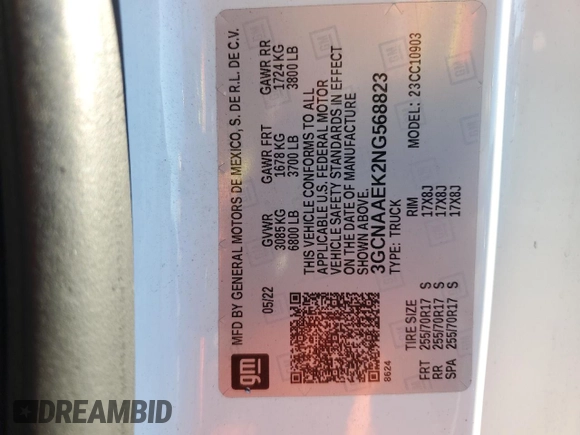 gm
MFD BY GENERAL MOTORS DE MEXICO, S. DE R.L. DE C.V.
05/22 GVWR GAWR FRT GAWR RR
3085 KG 1678 KG 1724 KG
6800 LB 3700 LB 3800 LB
THIS VEHICLE CONFORMS TO ALL
APPLICABLE U.S. FEDERAL MOTOR
VEHICLE SAFETY STANDARDS IN EFFECT
ON THE DATE OF MANUFACTURE
SHOWN ABOVE.
3GCNAAEK2NG568823
8624
TYPE: TRUCK MODEL: 23CC10903
TIRE SIZE RIM
FRT 255/70R17 S 17X8J
RR 255/70R17 S 17X8J
SPA 255/70R17 S 17X8J
DREAMBID